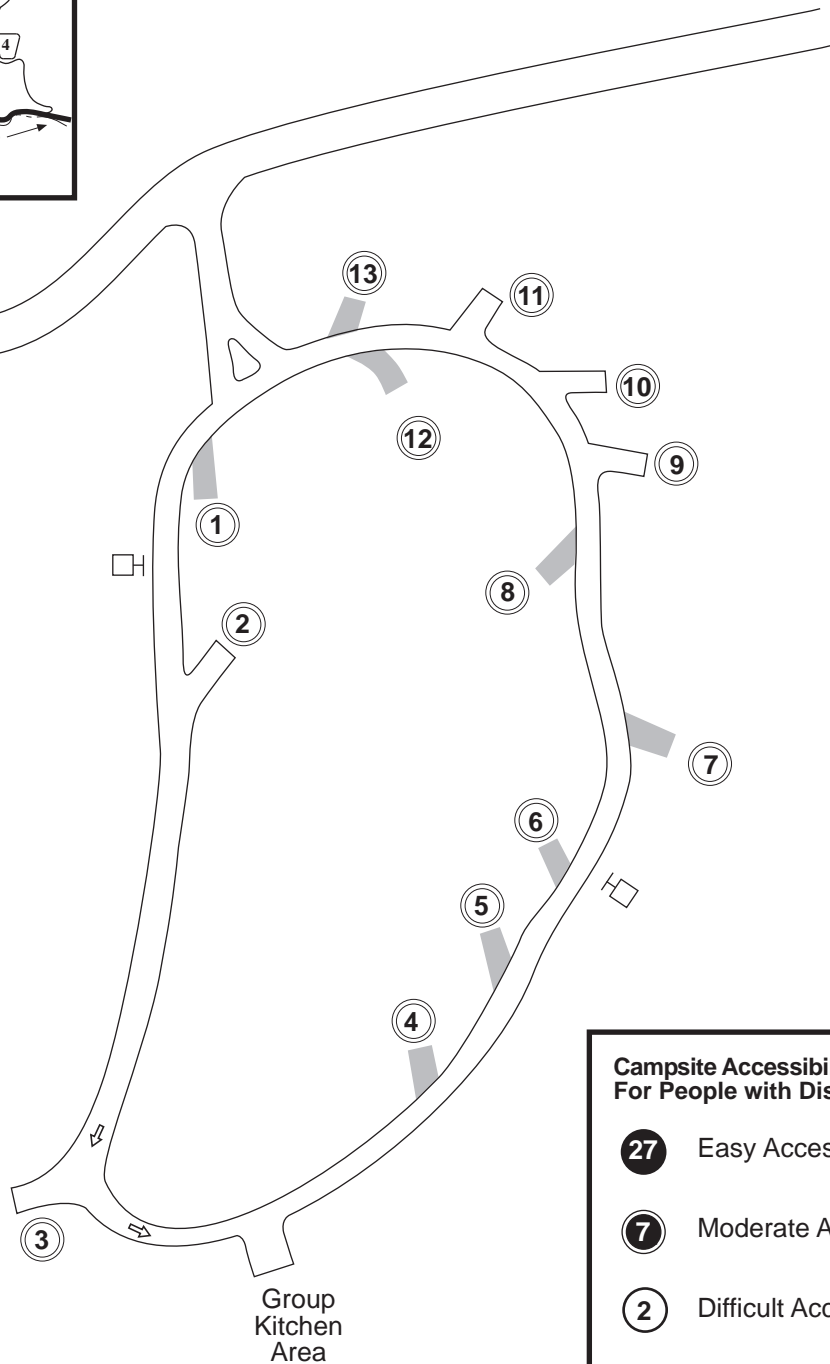 4
13
11
10
12
9
1
8
2
7
6
5
4
3
Group
Kitchen
Area
Campsite Accessibi
For People with Dis
27 Easy Acces
7 Moderate A
2 Difficult Acc